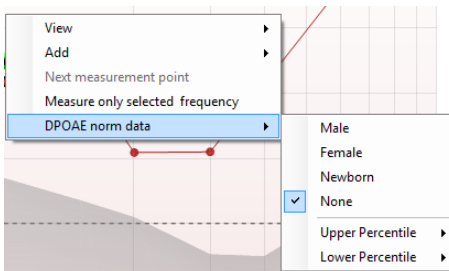 View
Add
Next measurement point
Measure only selected frequency
DPOAE norm data
Male
Female
Newborn
None
Upper Percentile
Lower Percentile